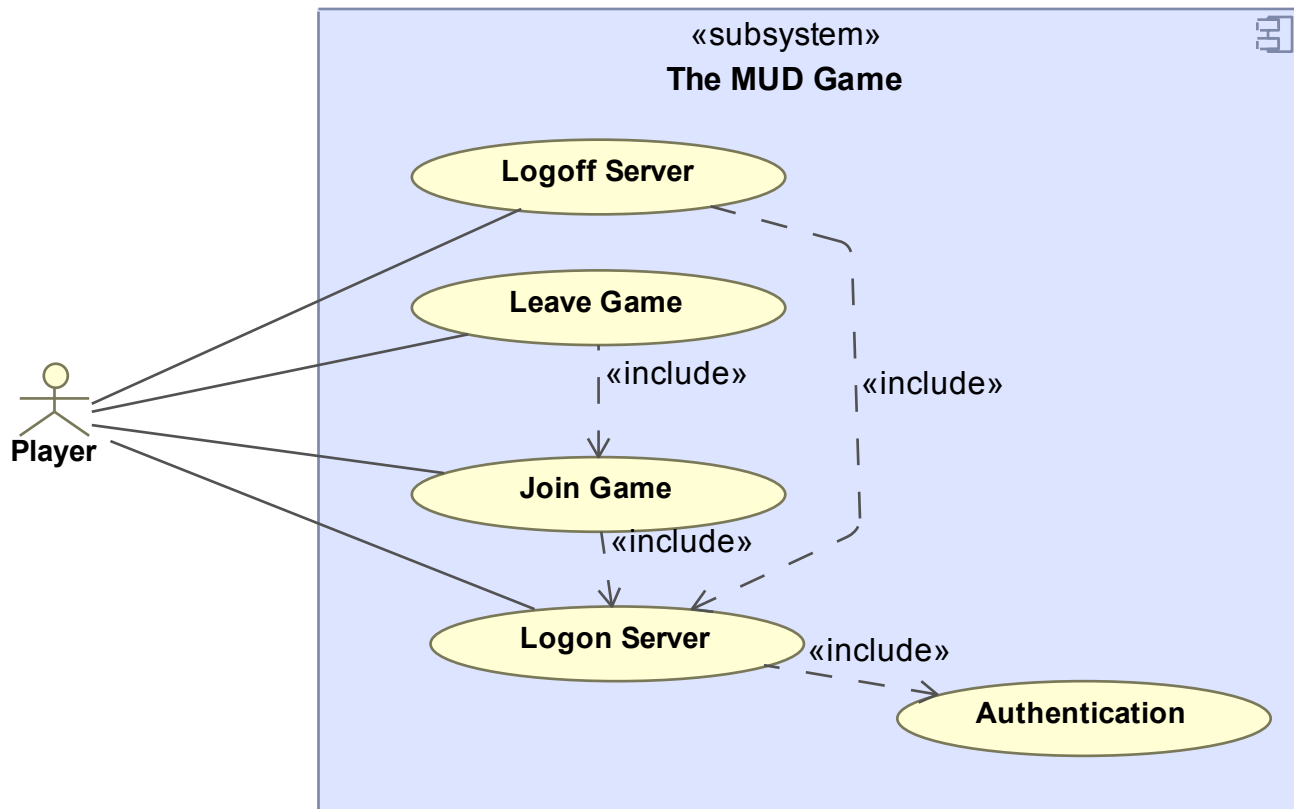 «subsystem»
The MUD Game
Logoff Server
Leave Game
«include»
«include»
Player
Join Game
«include»
Logon Server
«include»
Authentication